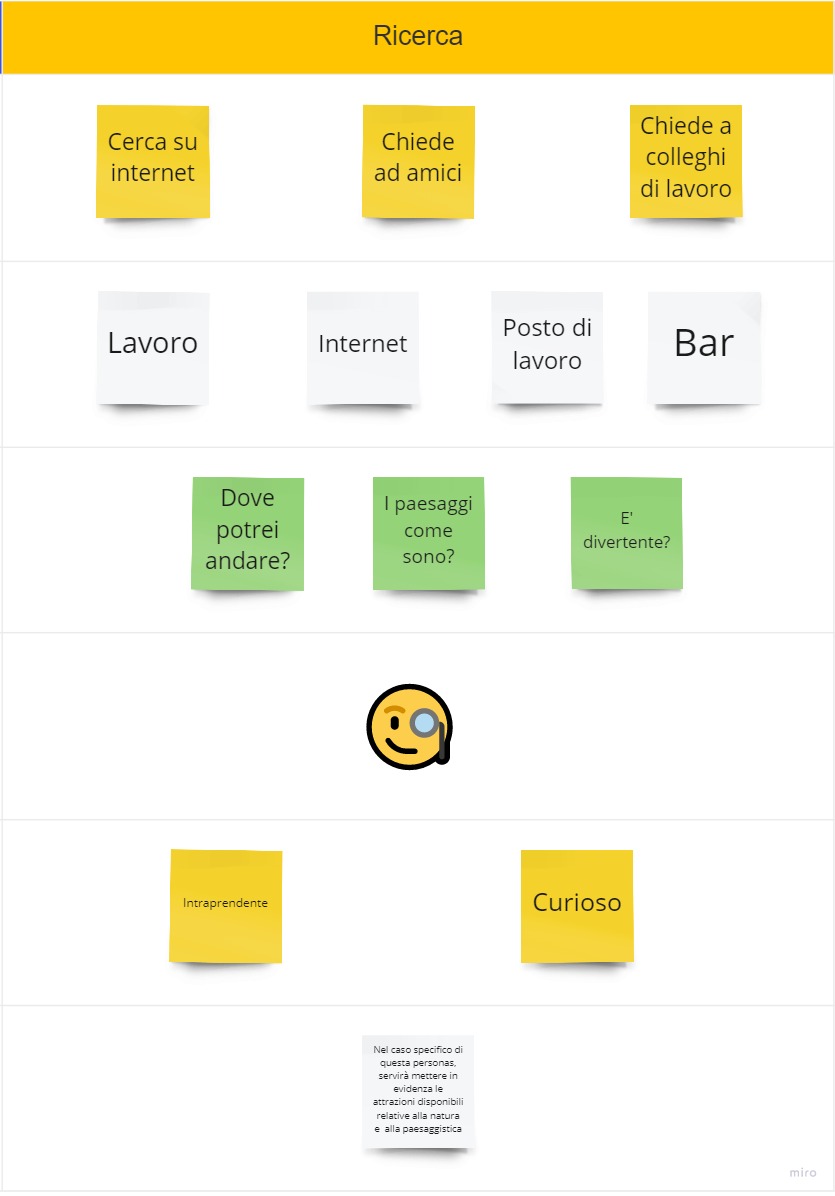 Ricerca
Cerca su
internet
Chiede
ad amici
Chiede a
colleghi
di lavoro
Lavoro
Internet
Posto di
lavoro
Bar
Dove
potrei
andare?
I paesaggi
come
sono?
E'
divertente?
Intraprendente
Curioso
Nel caso specifico di
questa personas,
servirà mettere in
evidenza le
attrazioni disponibili
relative alla natura
e alla paesaggistica
miro